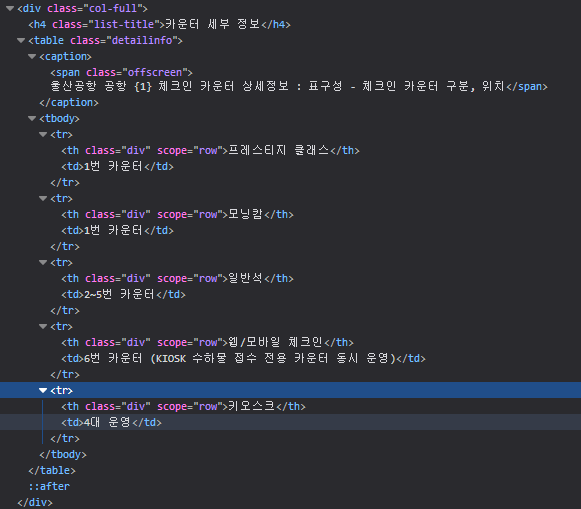 <div class="col-full">
<h4 class="list-title">카운터 세부 정보</h4>
<table class="detailinfo">
<caption>
<span class="offscreen">
울산공항 공항 {1} 체크인 카운터 상세정보 : 표구성 - 체크인 카운터 구분, 위치</span>
</caption>
<tbody>
<tr>
<th class="div" scope="row">프레스티지 클래스</th>
<td>1번 카운터</td>
</tr>
<tr>
<th class="div" scope="row">모닝캄</th>
<td>1번 카운터</td>
</tr>
<tr>
<th class="div" scope="row">일반석</th>
<td>2~5번 카운터</td>
</tr>
<tr>
<th class="div" scope="row">웹/모바일 체크인</th>
<td>6번 카운터 (KIOSK 수하물 접수 전용 카운터 동시 운영)</td>
</tr>
<tr>
<th class="div" scope="row">키오스크</th>
<td>4대 운영</td>
</tr>
</tbody>
</table>
::after
</div>